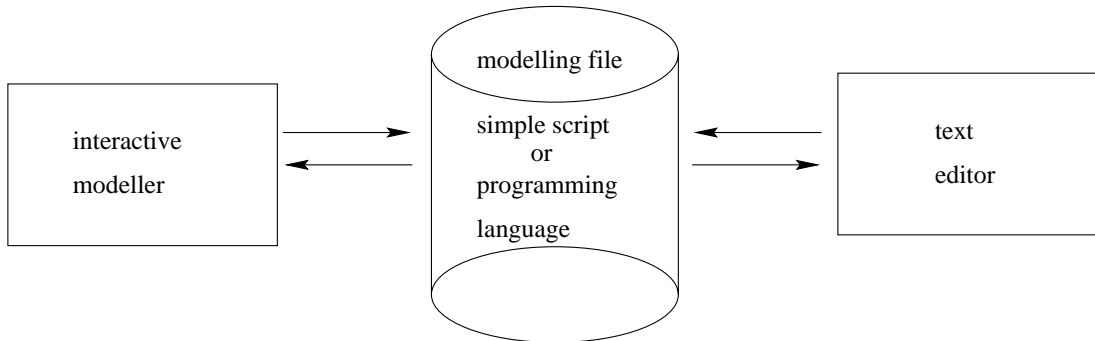 interactive
modeller
modelling file
simple script
or
programming
language
text
editor